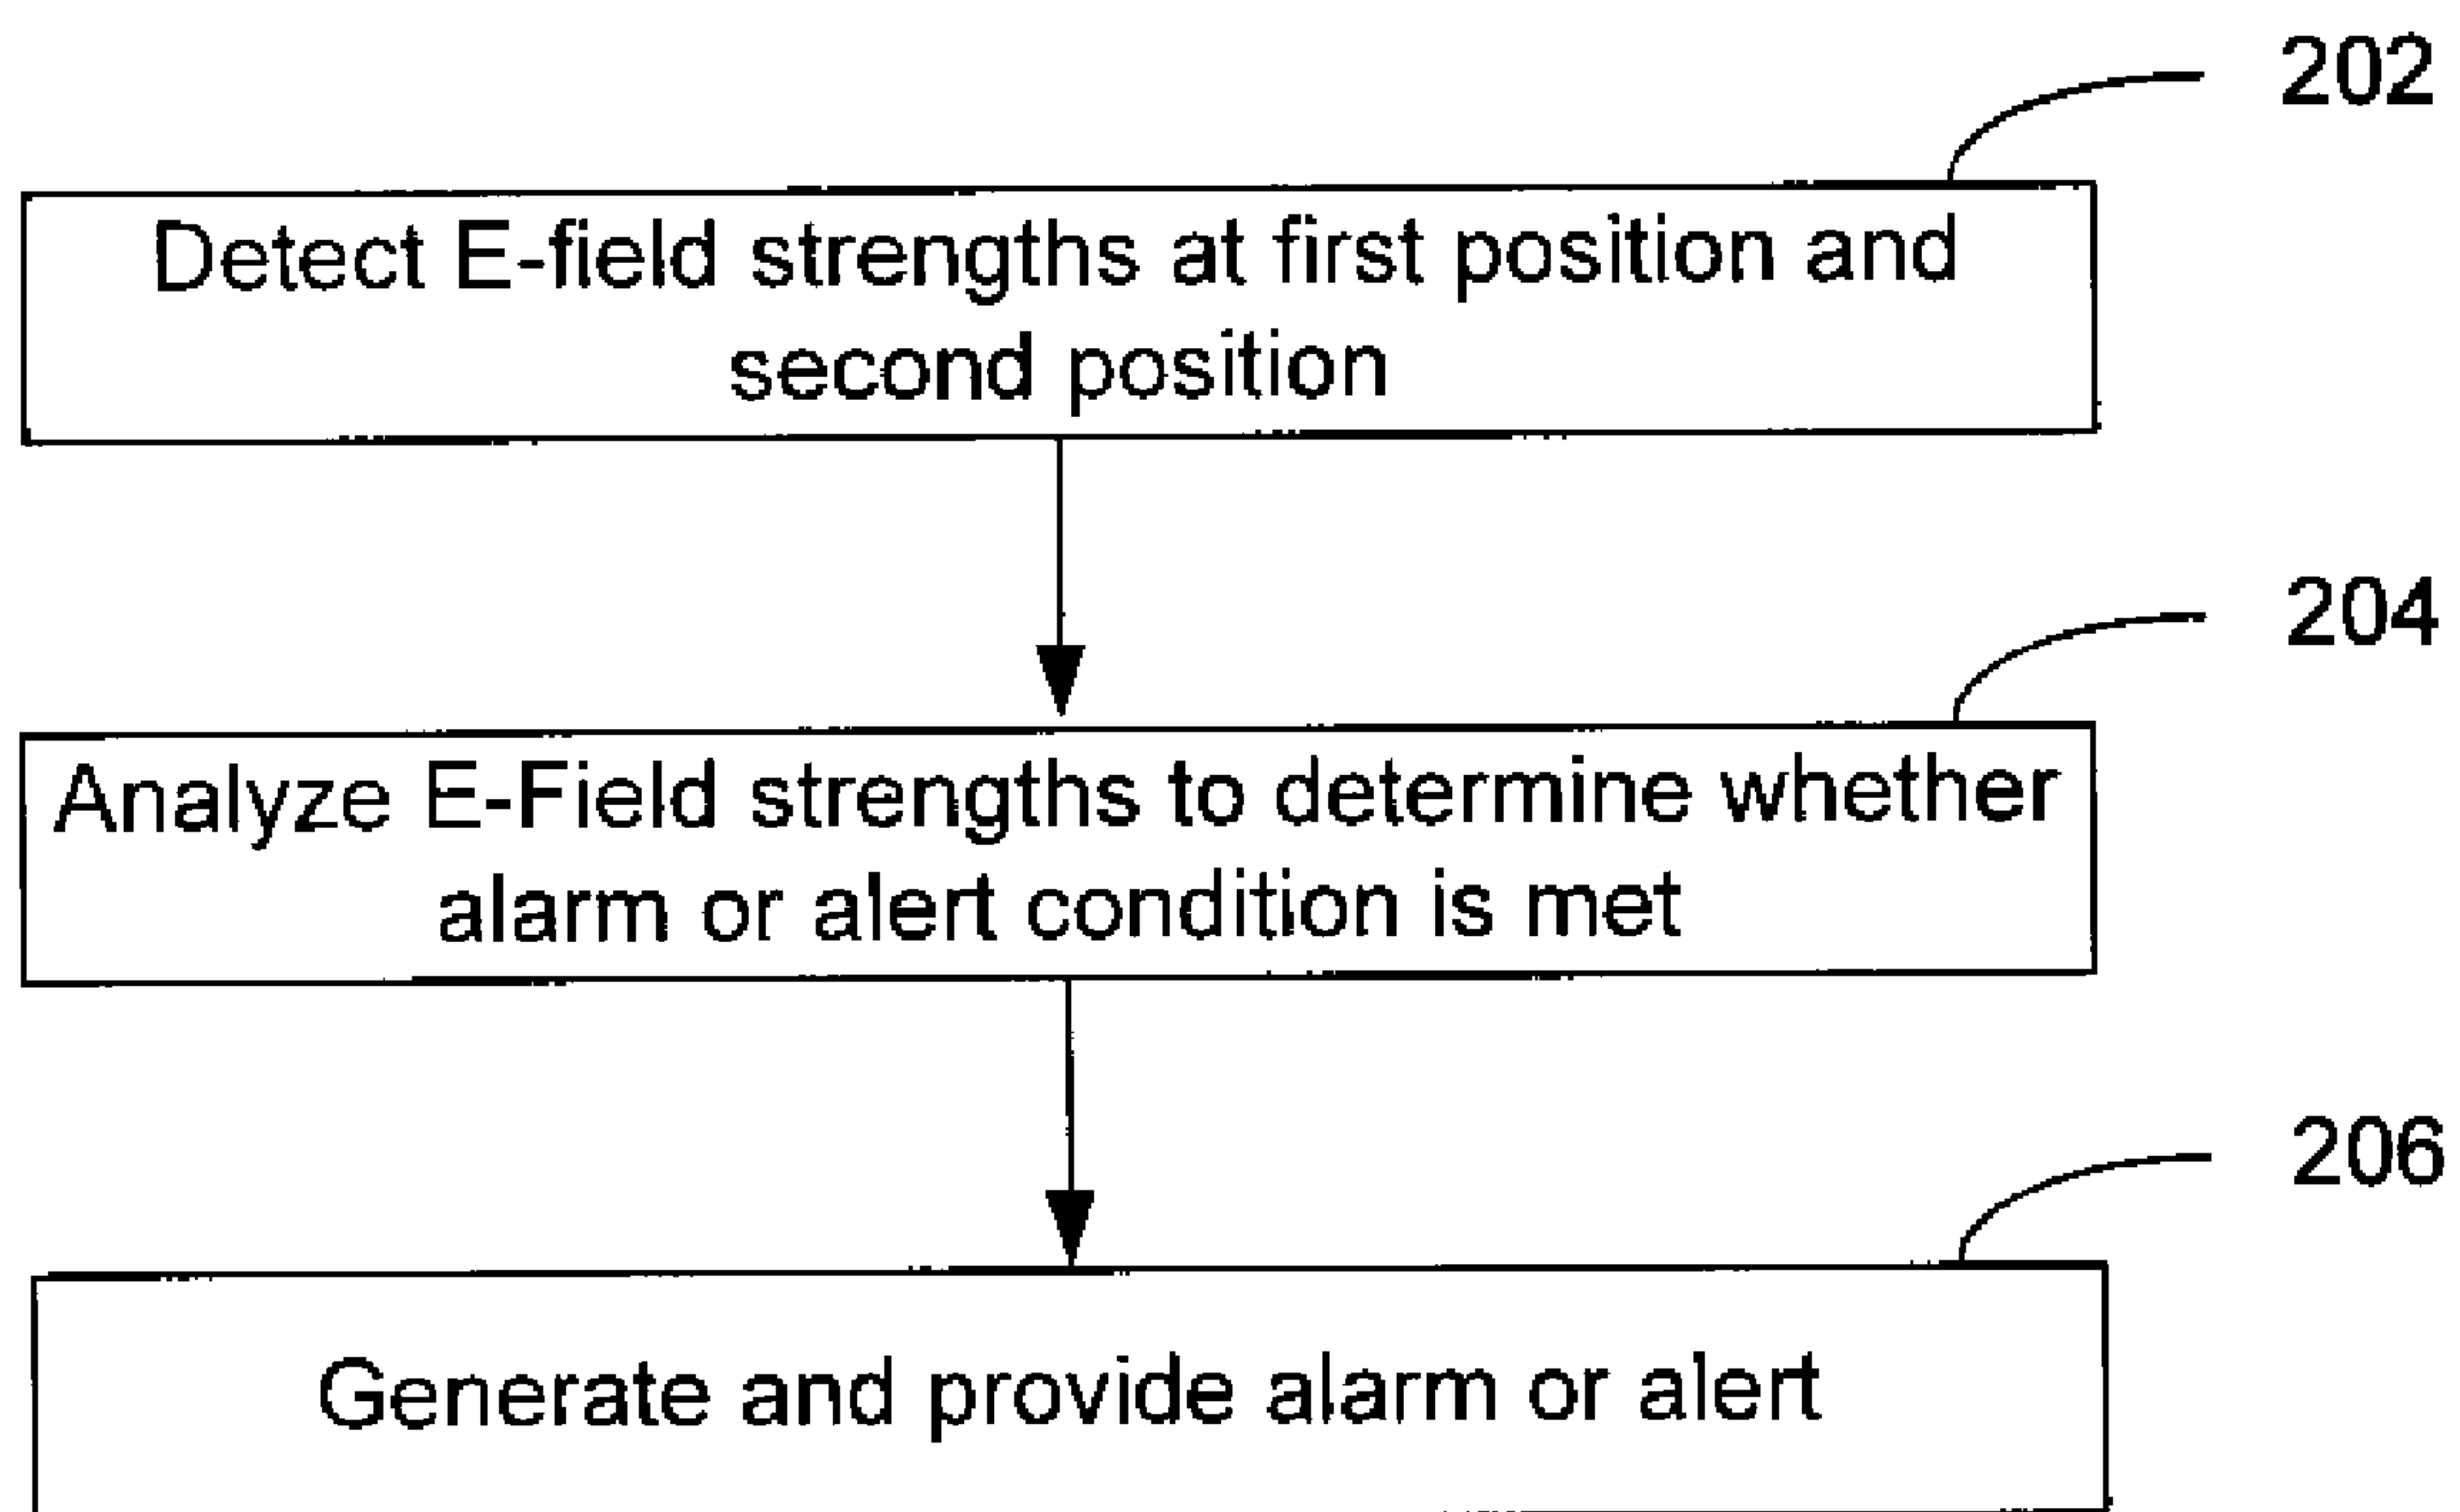 202
Detect E-field strengths at first position and
second position
204
Analyze E-Field strengths to determine whether
alarm or alert condition is met
206
Generate and provide alarm or alert